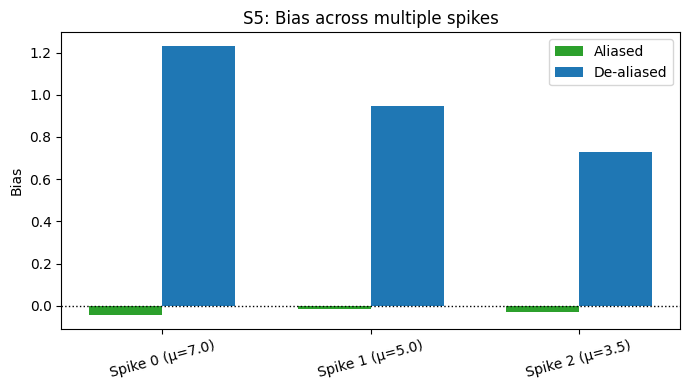 S5: Bias across multiple spikes
Aliased
De-aliased
Bias
1.2
1.0
0.8
0.6
0.4
0.2
0.0
Spike 0 (μ=7.0)
Spike 1 (μ=5.0)
Spike 2 (μ=3.5)